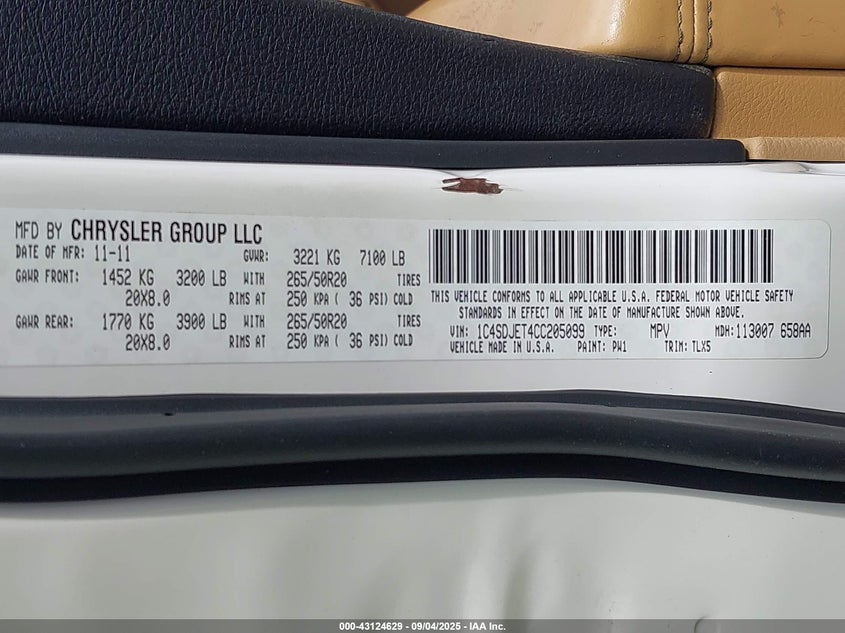 MFD BY CHRYSLER GROUP LLC
DATE OF MFR: 11-11 GVWR: 3221 KG 7100 LB
GAWR FRONT: 1452 KG 3200 LB WITH 265/50R20 TIRES
20X8.0 RIMS AT 250 KPA ( 36 PSI) COLD
GAWR REAR: 1770 KG 3900 LB WITH 265/50R20 TIRES
20X8.0 RIMS AT 250 KPA ( 36 PSI) COLD
THIS VEHICLE CONFORMS TO ALL APPLICABLE U.S.A. FEDERAL MOTOR VEHICLE SAFETY
STANDARDS IN EFFECT ON THE DATE OF MANUFACTURE SHOWN ABOVE.
VIN: 1C4SDJET4CC205099 TYPE: MPV MDH: 113007 658AA
VEHICLE MADE IN U.S.A. PAINT: PW1 TRIM: TLX5
000-43124629 - 09/04/2025 - IAA Inc.